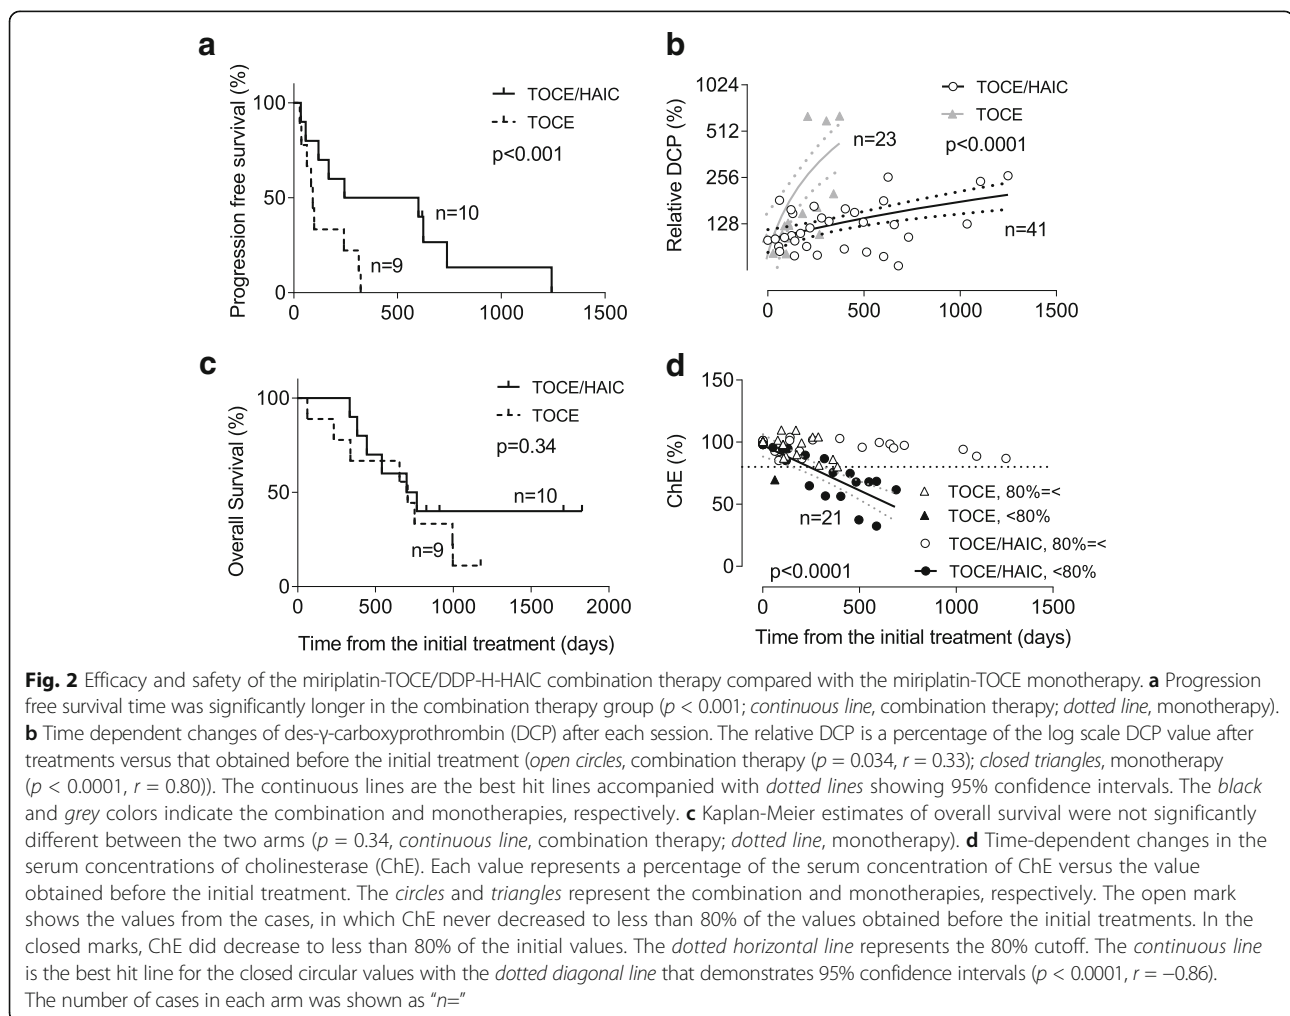 a
Progression free survival (%)
100
50
0
0 500 1000 1500
TOCE/HAIC
TOCE
p<0.001
n=10
n=9
b
Relative DCP (%)
1024
512
256
128
0 500 1000 1500
TOCE/HAIC
TOCE
p<0.0001
n=23
n=41
c
Overall Survival (%)
100
50
0
0 500 1000 1500 2000
TOCE/HAIC
TOCE
p=0.34
n=10
n=9
Time from the initial treatment (days)
d
ChE (%)
150
100
50
0
0 500 1000 1500
TOCE, 80%=<
TOCE, <80%
TOCE/HAIC, 80%=<
TOCE/HAIC, <80%
n=21
p<0.0001
Time from the initial treatment (days)
Fig. 2 Efficacy and safety of the miriplatin-TOCE/DDP-H-HAIC combination therapy compared with the miriplatin-TOCE monotherapy. a Progression
free survival time was significantly longer in the combination therapy group (p < 0.001; continuous line, combination therapy; dotted line, monotherapy).
b Time dependent changes of des-γ-carboxyprothrombin (DCP) after each session. The relative DCP is a percentage of the log scale DCP value after
treatments versus that obtained before the initial treatment (open circles, combination therapy (p = 0.034, r = 0.33); closed triangles, monotherapy
(p < 0.0001, r = 0.80)). The continuous lines are the best hit lines accompanied with dotted lines showing 95% confidence intervals. The black
and grey colors indicate the combination and monotherapies, respectively. c Kaplan-Meier estimates of overall survival were not significantly
different between the two arms (p = 0.34, continuous line, combination therapy; dotted line, monotherapy). d Time-dependent changes in the
serum concentrations of cholinesterase (ChE). Each value represents a percentage of the serum concentration of ChE versus the value
obtained before the initial treatment. The circles and triangles represent the combination and monotherapies, respectively. The open mark
shows the values from the cases, in which ChE never decreased to less than 80% of the values obtained before the initial treatments. In the
closed marks, ChE did decrease to less than 80% of the initial values. The dotted horizontal line represents the 80% cutoff. The continuous line
is the best hit line for the closed circular values with the dotted diagonal line that demonstrates 95% confidence intervals (p < 0.0001, r = −0.86).
The number of cases in each arm was shown as “n=”